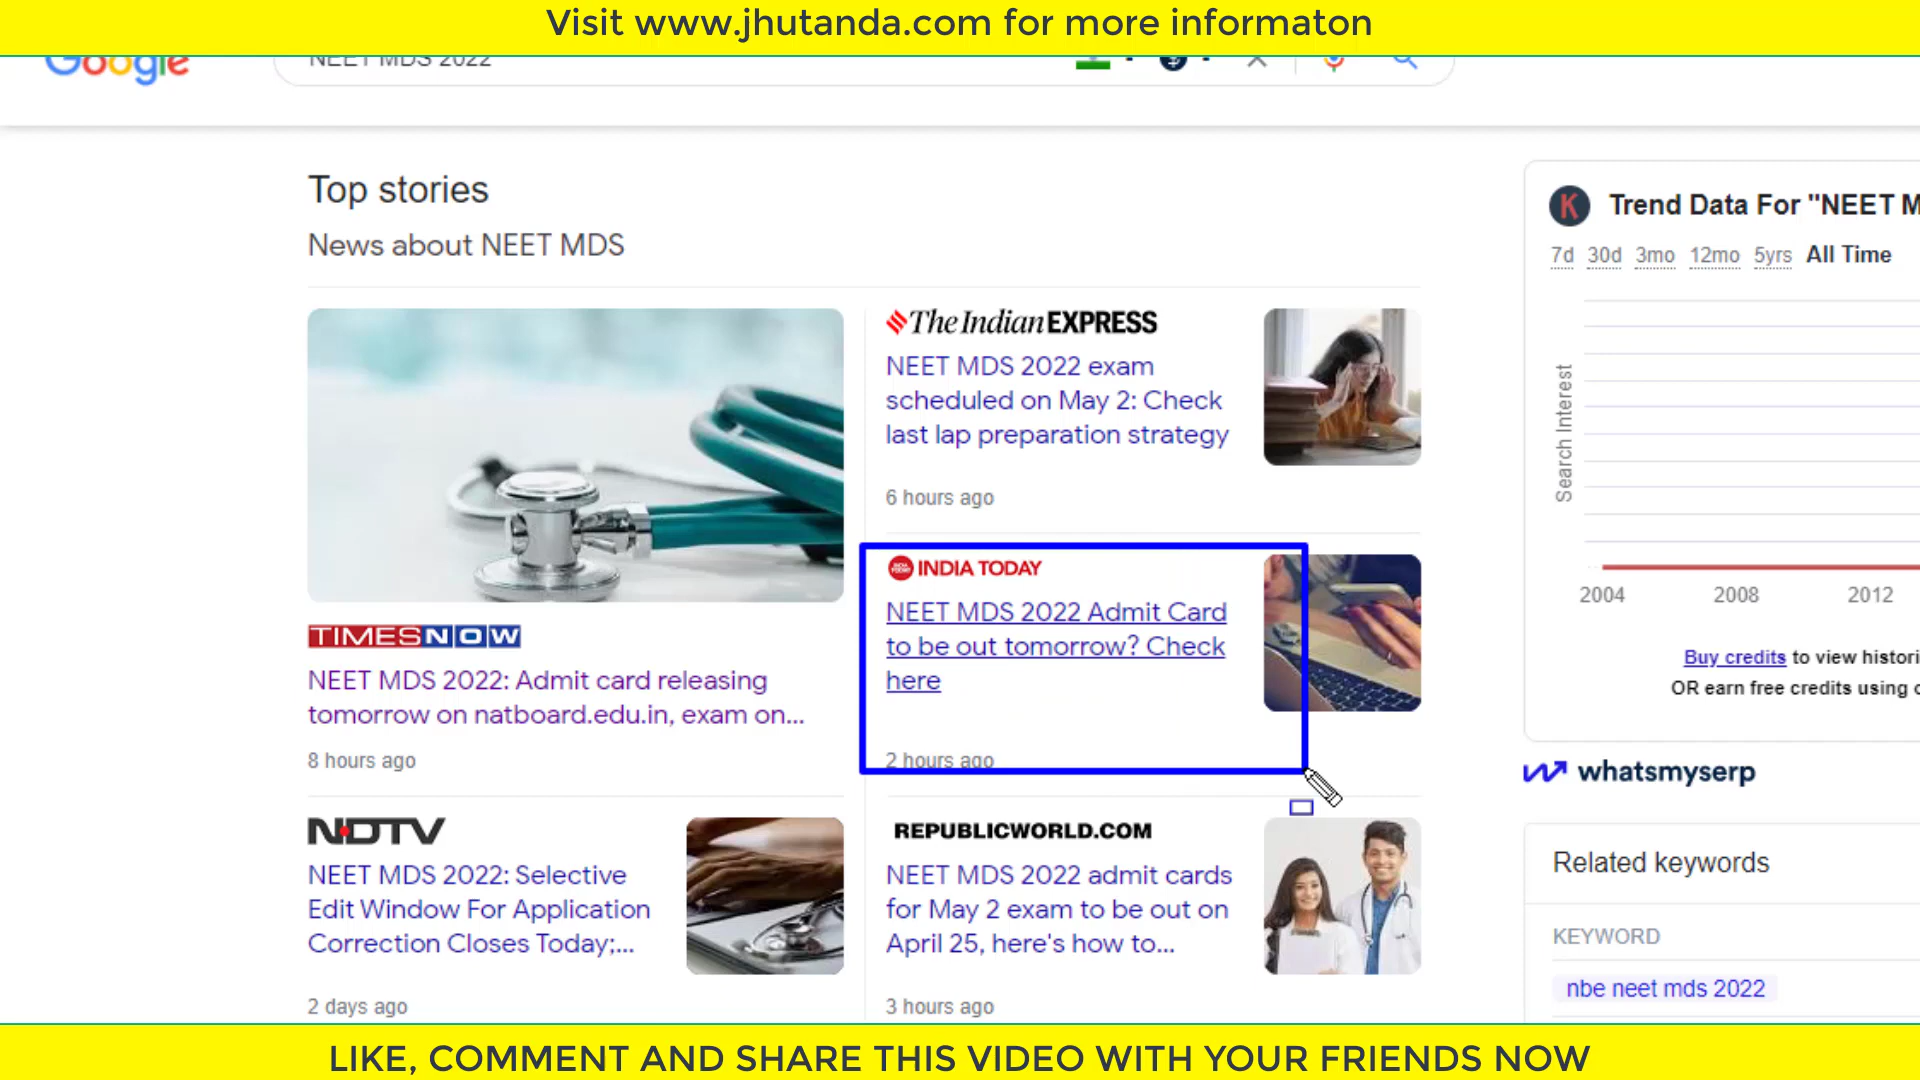 Visit www.jhutanda.com for more informaton
Google
NEET MDS 2022
Top stories
News about NEET MDS
TIMES NOW
NEET MDS 2022: Admit card releasing
tomorrow on natboard.edu.in, exam on...
8 hours ago
The Indian EXPRESS
NEET MDS 2022 exam
scheduled on May 2: Check
last lap preparation strategy
6 hours ago
INDIA TODAY
NEET MDS 2022 Admit Card
to be out tomorrow? Check
here
2 hours ago
NDTV
NEET MDS 2022: Selective
Edit Window For Application
Correction Closes Today;...
2 days ago
REPUBLICWORLD.COM
NEET MDS 2022 admit cards
for May 2 exam to be out on
April 25, here's how to...
3 hours ago
K
Trend Data For "NEET M
7d 30d 3mo 12mo 5yrs All Time
Search Interest
2004 2008 2012
Buy credits to view histori
OR earn free credits using
whatsmyserp
Related keywords
KEYWORD
nbe neet mds 2022
LIKE, COMMENT AND SHARE THIS VIDEO WITH YOUR FRIENDS NOW